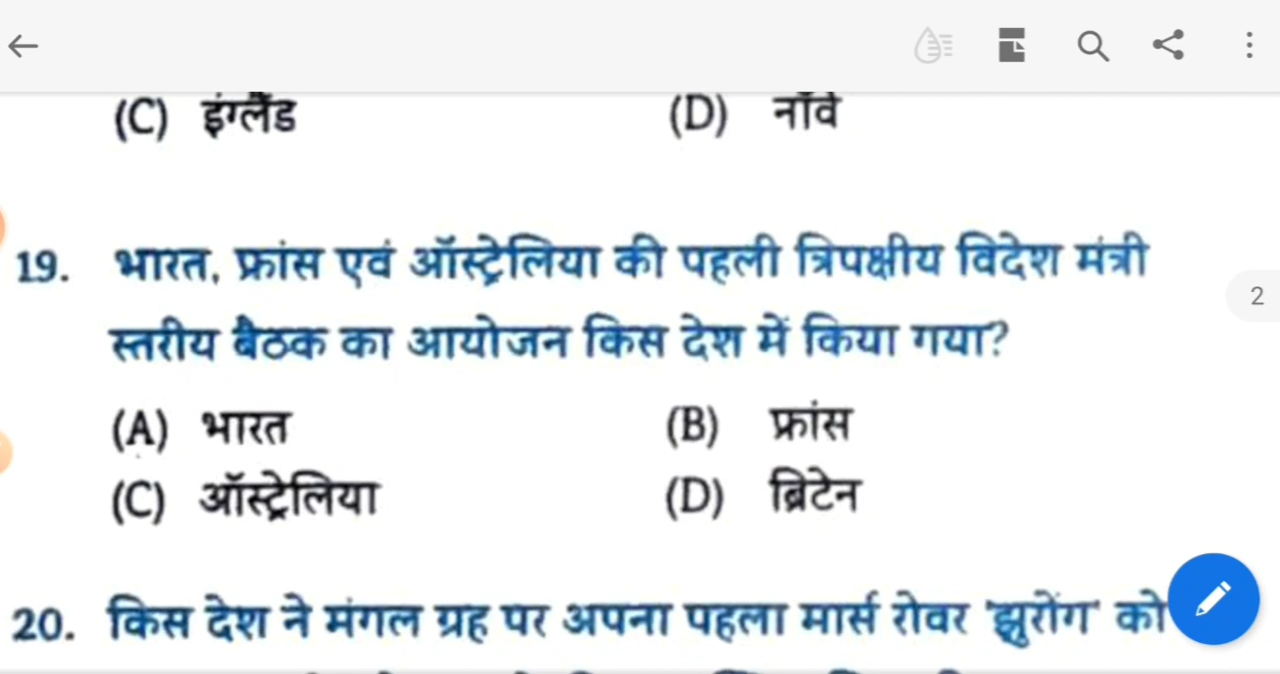 (C) इंग्लैंड (D) नॉर्वे
19. भारत, फ्रांस एवं ऑस्ट्रेलिया की पहली त्रिपक्षीय विदेश मंत्री
2
स्तरीय बैठक का आयोजन किस देश में किया गया?
(A) भारत (B) फ्रांस
(C) ऑस्ट्रेलिया (D) ब्रिटेन
20. किस देश ने मंगल ग्रह पर अपना पहला मार्स रोवर 'झुरोंग' को